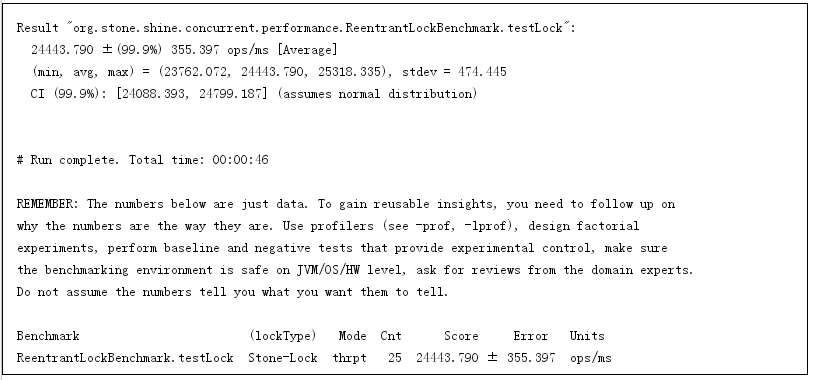 Result "org.stone.shine.concurrent.performance.ReentrantLockBenchmark.testLock":
24443.790 ±(99.9%) 355.397 ops/ms [Average]
(min, avg, max) = (23762.072, 24443.790, 25318.335), stdev = 474.445
CI (99.9%): [24088.393, 24799.187] (assumes normal distribution)
# Run complete. Total time: 00:00:46
REMEMBER: The numbers below are just data. To gain reusable insights, you need to follow up on
why the numbers are the way they are. Use profilers (see -prof, -lprof), design factorial
experiments, perform baseline and negative tests that provide experimental control, make sure
the benchmarking environment is safe on JVM/OS/HW level, ask for reviews from the domain experts.
Do not assume the numbers tell you what you want them to tell.
Benchmark (lockType) Mode Cnt Score Error Units
ReentrantLockBenchmark.testLock Stone-Lock thrpt 25 24443.790 ± 355.397 ops/ms